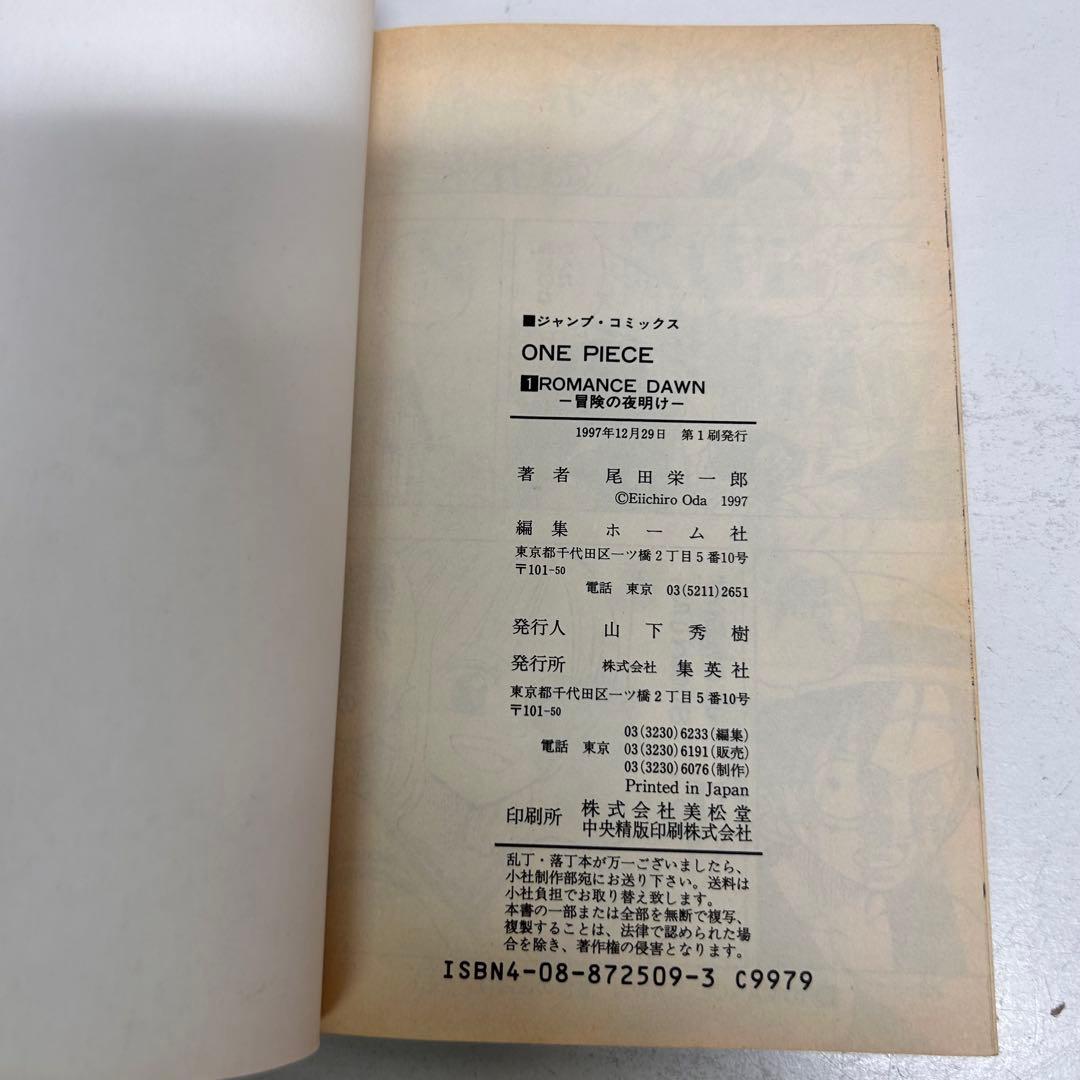 ■ジャンプ・コミックス
ONE PIECE
1 ROMANCE DAWN
―冒険の夜明け―
1997年12月29日 第1刷発行
著者 尾田栄一郎
©Eiichiro Oda 1997
編集 ホーム社
東京都千代田区一ツ橋2丁目5番10号
〒101-50
電話 東京 03(5211)2651
発行人 山下秀樹
発行所 株式会社 集英社
東京都千代田区一ツ橋2丁目5番10号
〒101-50
03(3230)6233(編集)
電話 東京 03(3230)6191(販売)
03(3230)6076(制作)
Printed in Japan
印刷所 株式会社美松堂
中央精版印刷株式会社
乱丁・落丁本が万一ございましたら、
小社制作部宛にお送り下さい。送料は
小社負担でお取り替え致します。
本書の一部または全部を無断で複写、
複製することは、法律で認められた場
合を除き、著作権の侵害となります。
ISBN4-08-872509-3 C9979